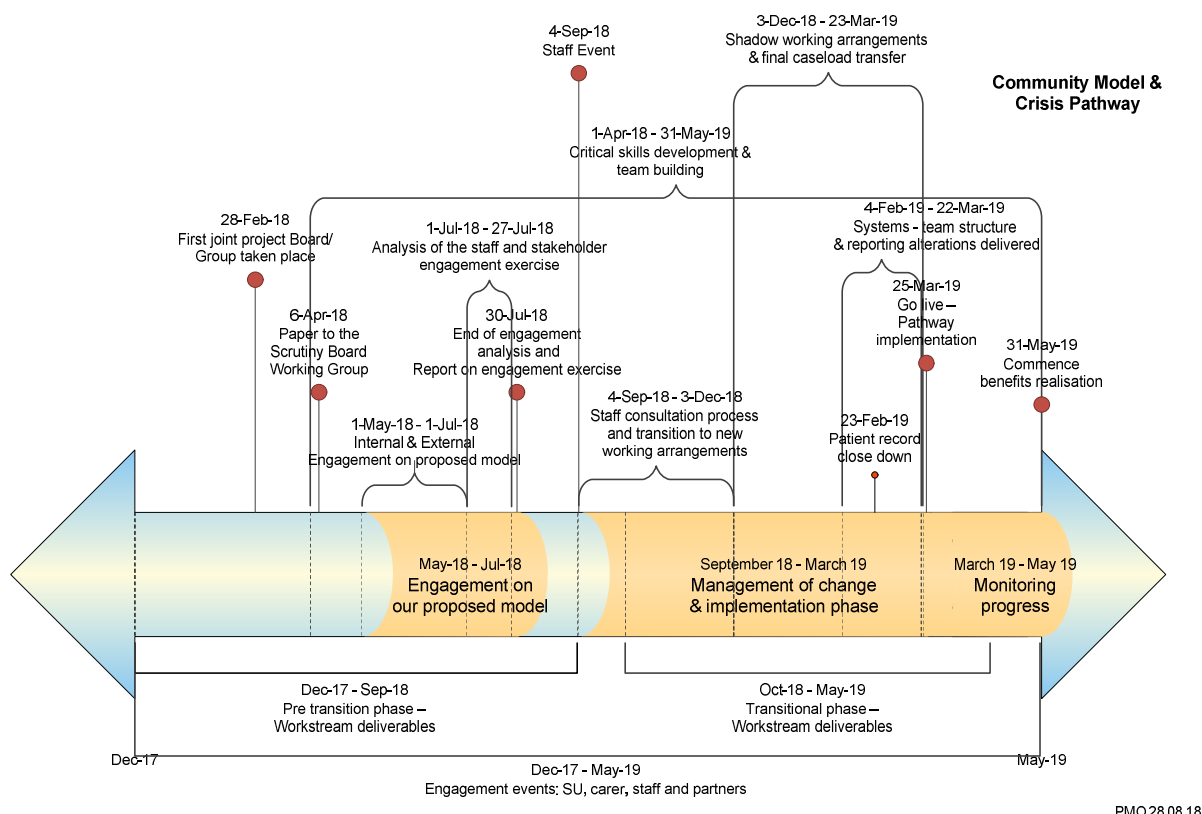 3-Dec-18 - 23-Mar-19
Shadow working arrangements
& final caseload transfer
4-Sep-18
Staff Event
Community Model &
Crisis Pathway
1-Apr-18 - 31-May-19
Critical skills development &
team building
28-Feb-18
First joint project Board/
Group taken place
1-Jul-18 - 27-Jul-18
Analysis of the staff and stakeholder
engagement exercise
4-Feb-19 - 22-Mar-19
Systems - team structure
& reporting alterations delivered
6-Apr-18
Paper to the
Scrutiny Board
Working Group
30-Jul-18
End of engagement
analysis and
Report on engagement exercise
25-Mar-19
Go live –
Pathway
implementation
31-May-19
Commence
benefits realisation
1-May-18 - 1-Jul-18
Internal & External
Engagement on proposed model
4-Sep-18 - 3-Dec-18
Staff consultation process
and transition to new
working arrangements
23-Feb-19
Patient record
close down
May-18 - Jul-18
Engagement on
our proposed model
September 18 - March 19
Management of change
& implementation phase
March 19 - May 19
Monitoring
progress
Dec-17 - Sep-18
Pre transition phase –
Workstream deliverables
Oct-18 - May-19
Transitional phase –
Workstream deliverables
Dec-17
May-19
Dec-17 - May-19
Engagement events: SU, carer, staff and partners
PMO 28.08.18